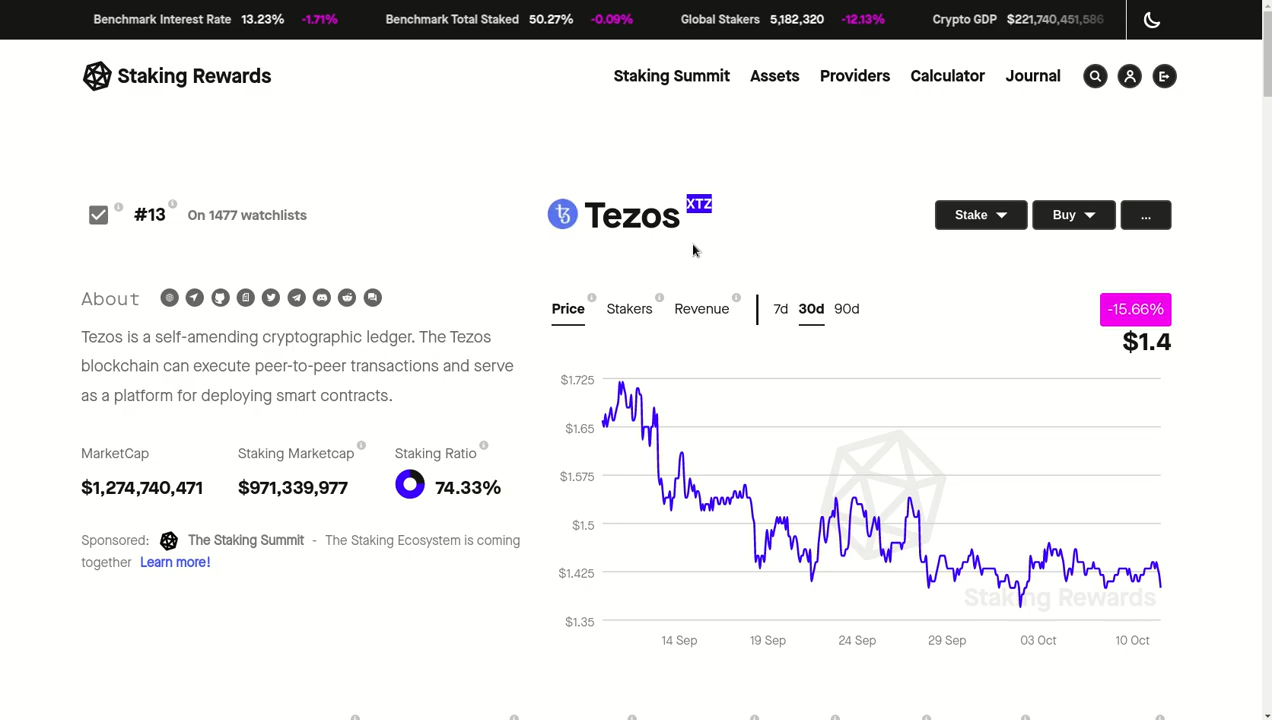 Benchmark Interest Rate 13.23% -1.71% Benchmark Total Staked 50.27% -0.09% Global Stakers 5,182,320 -12.13% Crypto GDP $221,740,451,586
Staking Rewards Staking Summit Assets Providers Calculator Journal
#13 On 1477 watchlists
Tezos XTZ
Stake Buy ...
About
Tezos is a self-amending cryptographic ledger. The Tezos
blockchain can execute peer-to-peer transactions and serve
as a platform for deploying smart contracts.
MarketCap Staking Marketcap Staking Ratio
$1,274,740,471 $971,339,977 74.33%
Sponsored: The Staking Summit - The Staking Ecosystem is coming
together Learn more!
Price Stakers Revenue 7d 30d 90d
-15.66%
$1.4
$1.725
$1.65
$1.575
$1.5
$1.425
$1.35
Staking Rewards
14 Sep 19 Sep 24 Sep 29 Sep 03 Oct 10 Oct